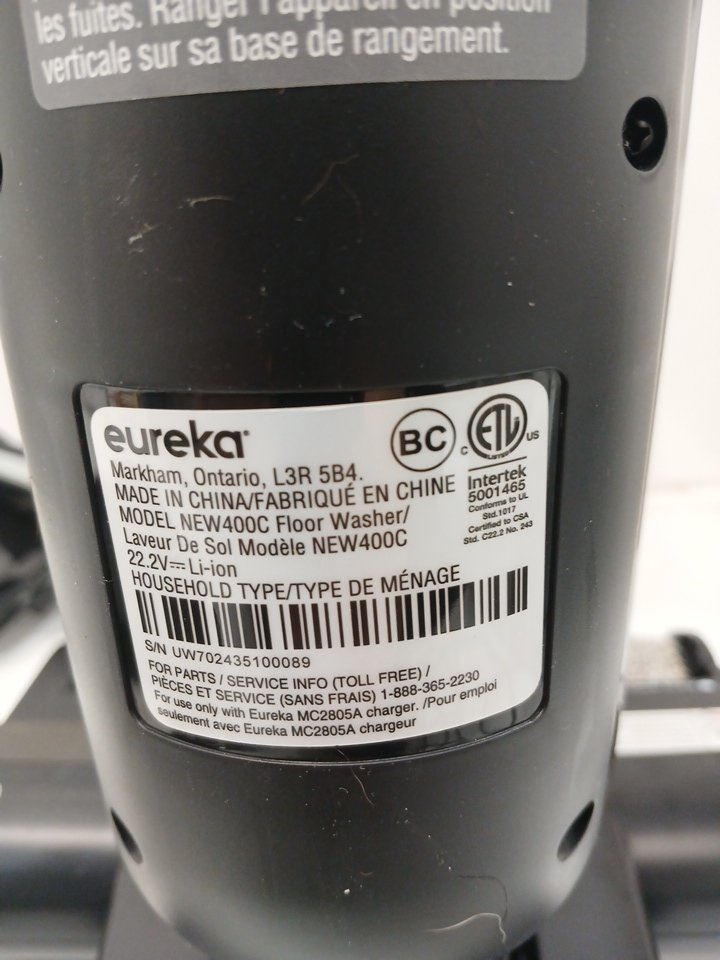 les fuites. Ranger l'appareil en position
verticale sur sa base de rangement.
eureka
BC
C ETL US
LISTED
Intertek
5001465
Conforms to UL
Std.1017
Certified to CSA
Std. C22.2 No. 243
Markham, Ontario, L3R 5B4.
MADE IN CHINA/FABRIQUÉ EN CHINE
MODEL NEW400C Floor Washer/
Laveur De Sol Modèle NEW400C
22.2V⎓ Li-ion
HOUSEHOLD TYPE/TYPE DE MÉNAGE
S/N UW702435100089
FOR PARTS / SERVICE INFO (TOLL FREE) /
PIÈCES ET SERVICE (SANS FRAIS) 1-888-365-2230
For use only with Eureka MC2805A charger. /Pour emploi
seulement avec Eureka MC2805A chargeur